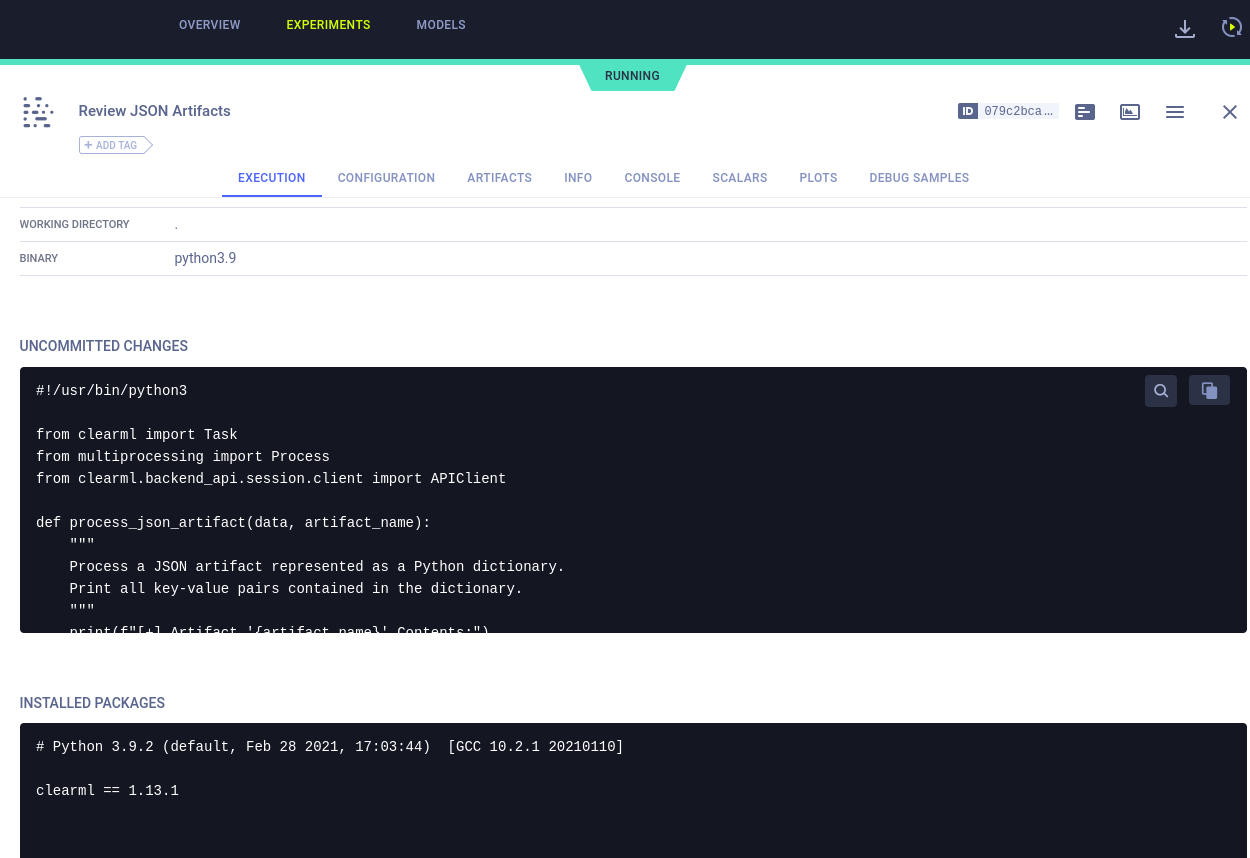 OVERVIEW EXPERIMENTS MODELS
RUNNING
Review JSON Artifacts
ID 079c2bca...
+ ADD TAG
EXECUTION CONFIGURATION ARTIFACTS INFO CONSOLE SCALARS PLOTS DEBUG SAMPLES
WORKING DIRECTORY .
BINARY python3.9
UNCOMMITTED CHANGES
#!/usr/bin/python3
from clearml import Task
from multiprocessing import Process
from clearml.backend_api.session.client import APIClient
def process_json_artifact(data, artifact_name):
    """
    Process a JSON artifact represented as a Python dictionary.
    Print all key-value pairs contained in the dictionary.
    """
    print(f"[+] Artifact '{artifact_name}' Contents:")
INSTALLED PACKAGES
# Python 3.9.2 (default, Feb 28 2021, 17:03:44)  [GCC 10.2.1 20210110]
clearml == 1.13.1